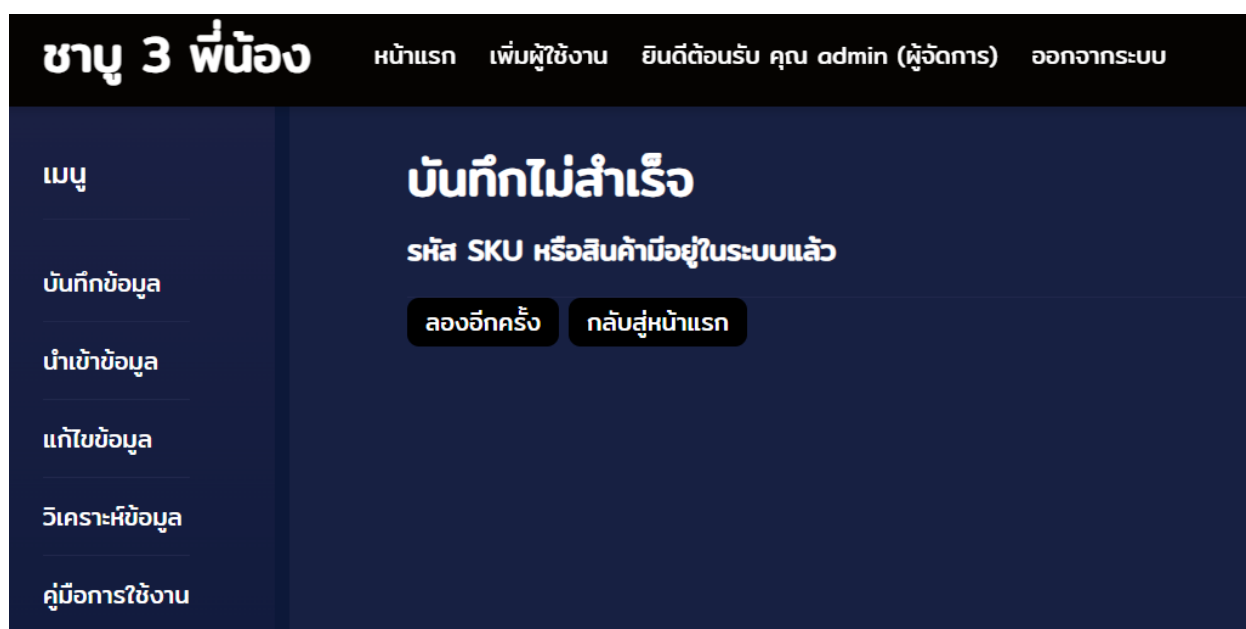 ชาบู 3 พี่น้อง
หน้าแรก เพิ่มผู้ใช้งาน ยินดีต้อนรับ คุณ admin (ผู้จัดการ) ออกจากระบบ
เมนู
บันทึกข้อมูล
นำเข้าข้อมูล
แก้ไขข้อมูล
วิเคราะห์ข้อมูล
คู่มือการใช้งาน
บันทึกไม่สำเร็จ
รหัส SKU หรือสินค้ามีอยู่ในระบบแล้ว
ลองอีกครั้ง กลับสู่หน้าแรก